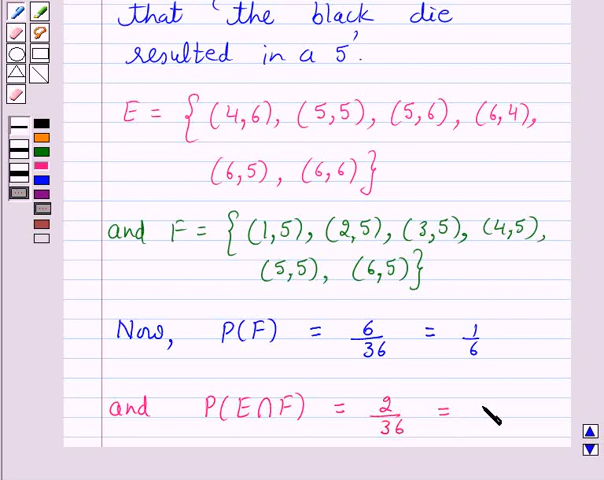 that 'the black die
resulted in a 5'.
E = { (4,6), (5,5), (5,6), (6,4),
(6,5), (6,6) }
and F = { (1,5), (2,5), (3,5), (4,5),
(5,5), (6,5) }
Now, P(F) = 6/36 = 1/6
and P(E∩F) = 2/36 =